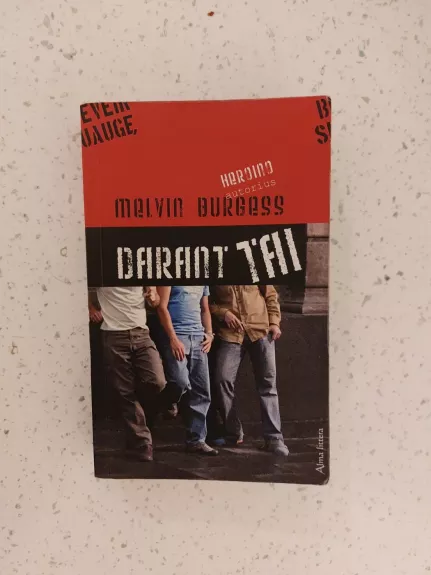 HEROINO
autorius
MELVIN BURGESS
DARANT TAI
Alma littera